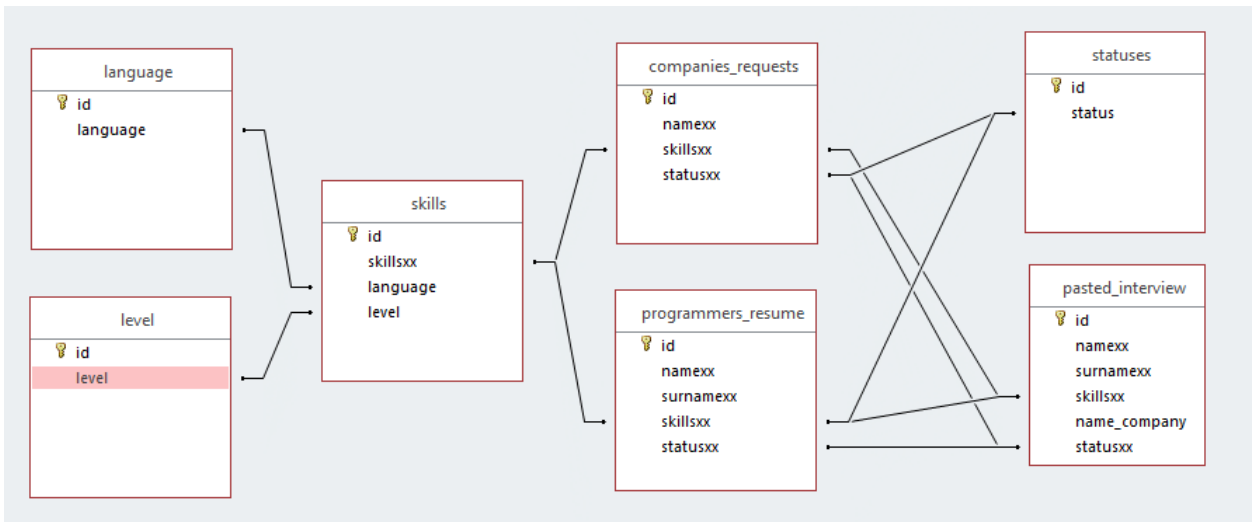 language
id
language
level
id
level
skills
id
skillsxx
language
level
companies_requests
id
namexx
skillsxx
statusxx
programmers_resume
id
namexx
surnamexx
skillsxx
statusxx
statuses
id
status
pasted_interview
id
namexx
surnamexx
skillsxx
name_company
statusxx